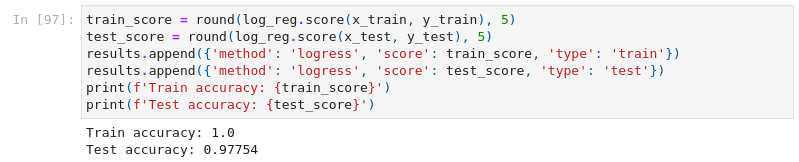 In [97]:
train_score = round(log_reg.score(x_train, y_train), 5)
test_score = round(log_reg.score(x_test, y_test), 5)
results.append({'method': 'logress', 'score': train_score, 'type': 'train'})
results.append({'method': 'logress', 'score': test_score, 'type': 'test'})
print(f'Train accuracy: {train_score}')
print(f'Test accuracy: {test_score}')
Train accuracy: 1.0
Test accuracy: 0.97754